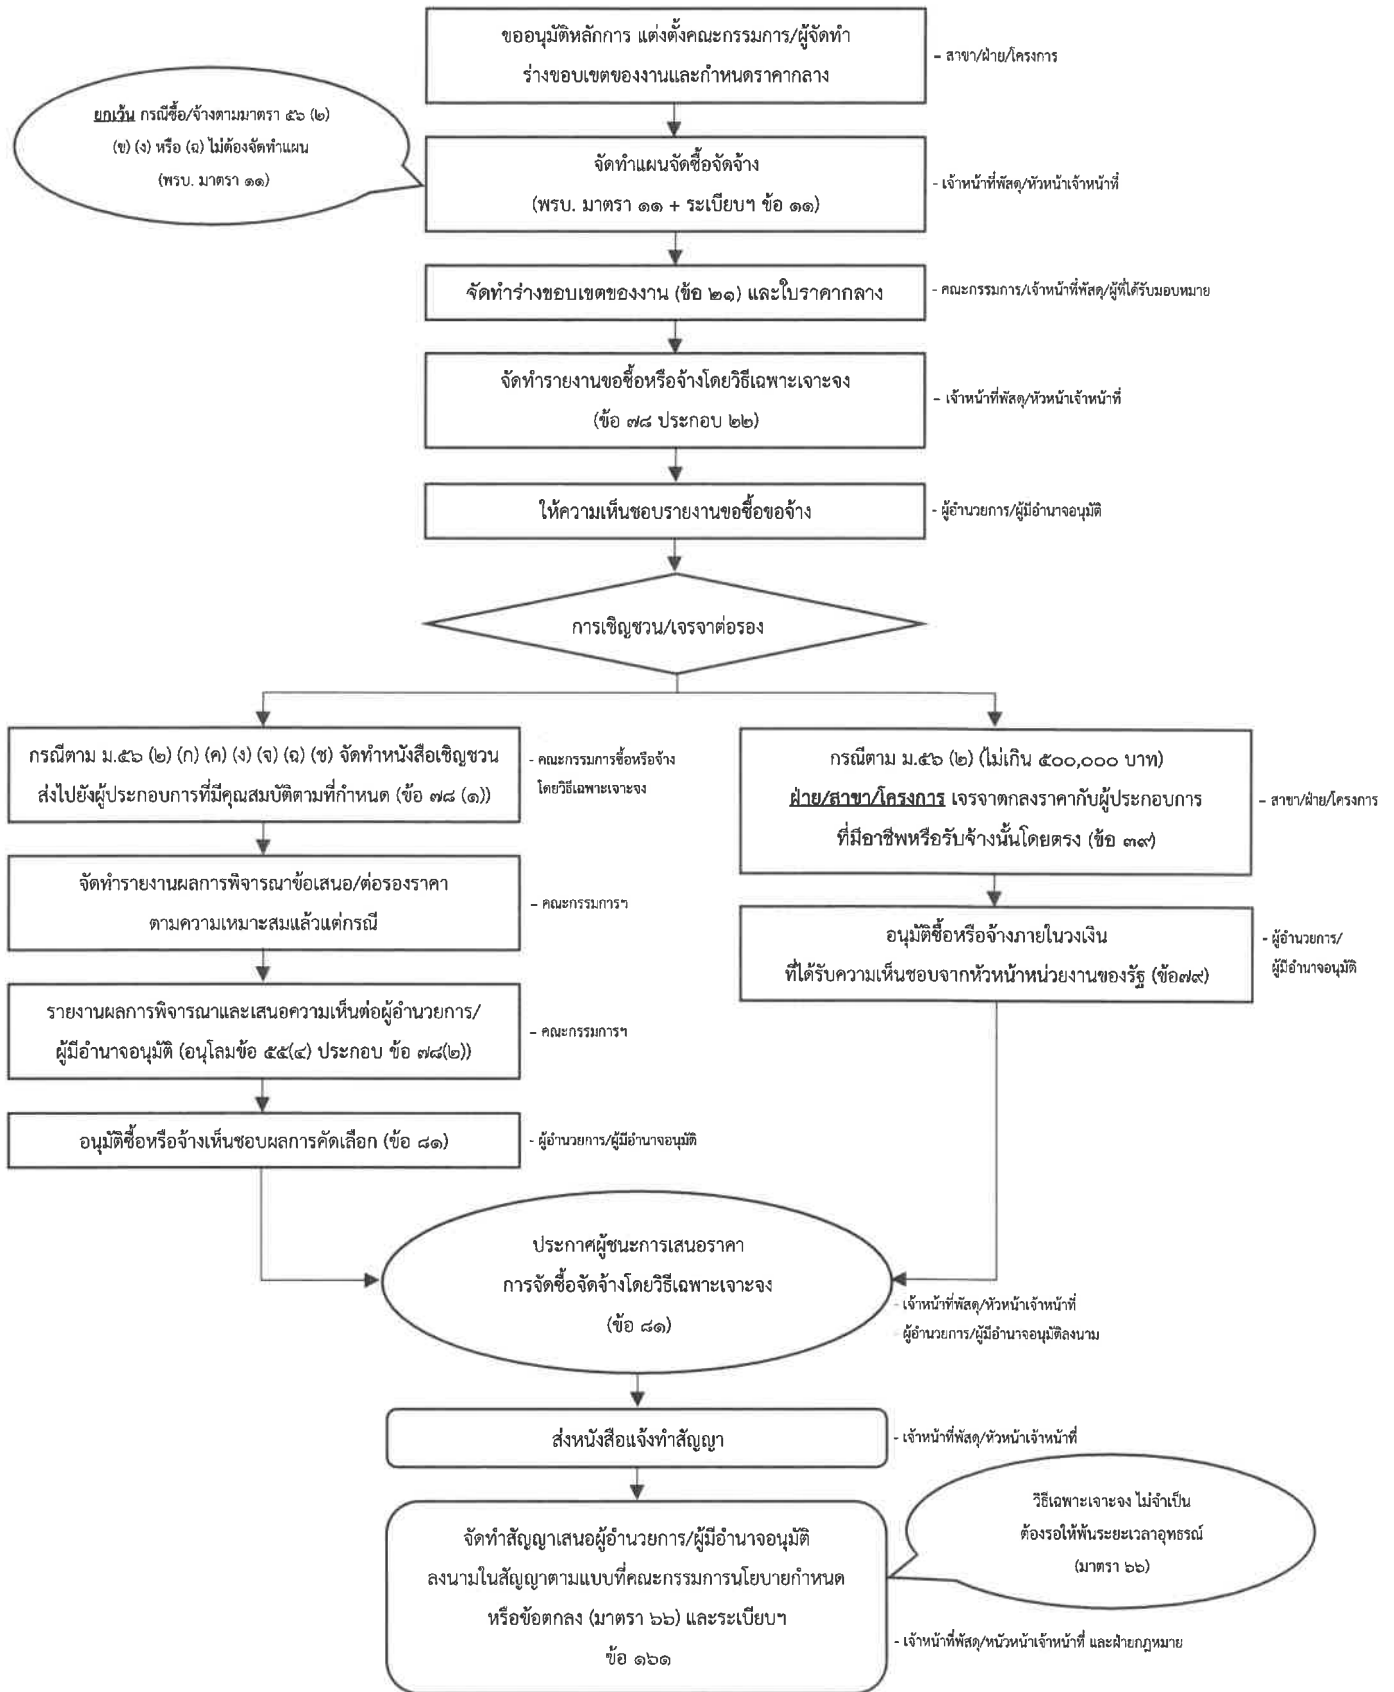 ขออนุมัติหลักการ แต่งตั้งคณะกรรมการ/ผู้จัดทำ
ร่างขอบเขตของงานและกำหนดราคากลาง
- สาขา/ฝ่าย/โครงการ
ยกเว้น กรณีซื้อ/จ้างตามมาตรา ๕๖ (๒)
(ข) (ง) หรือ (ฉ) ไม่ต้องจัดทำแผน
(พรบ. มาตรา ๑๑)
จัดทำแผนจัดซื้อจัดจ้าง
(พรบ. มาตรา ๑๑ + ระเบียบฯ ข้อ ๑๑)
- เจ้าหน้าที่พัสดุ/หัวหน้าเจ้าหน้าที่
จัดทำร่างขอบเขตของงาน (ข้อ ๒๑) และใบราคากลาง
- คณะกรรมการ/เจ้าหน้าที่พัสดุ/ผู้ที่ได้รับมอบหมาย
จัดทำรายงานขอซื้อหรือจ้างโดยวิธีเฉพาะเจาะจง
(ข้อ ๗๘ ประกอบ ๒๒)
- เจ้าหน้าที่พัสดุ/หัวหน้าเจ้าหน้าที่
ให้ความเห็นชอบรายงานขอซื้อขอจ้าง
- ผู้อำนวยการ/ผู้มีอำนาจอนุมัติ
การเชิญชวน/เจรจาต่อรอง
กรณีตาม ม.๕๖ (๒) (ก) (ค) (ง) (จ) (ฉ) (ช) จัดทำหนังสือเชิญชวน
ส่งไปยังผู้ประกอบการที่มีคุณสมบัติตามที่กำหนด (ข้อ ๗๘ (๑))
- คณะกรรมการซื้อหรือจ้าง
โดยวิธีเฉพาะเจาะจง
จัดทำรายงานผลการพิจารณาข้อเสนอ/ต่อรองราคา
ตามความเหมาะสมแล้วแต่กรณี
- คณะกรรมการฯ
รายงานผลการพิจารณาและเสนอความเห็นต่อผู้อำนวยการ/
ผู้มีอำนาจอนุมัติ (อนุโลมข้อ ๕๕(๔) ประกอบ ข้อ ๗๘(๒))
- คณะกรรมการฯ
อนุมัติซื้อหรือจ้างเห็นชอบผลการคัดเลือก (ข้อ ๘๑)
- ผู้อำนวยการ/ผู้มีอำนาจอนุมัติ
กรณีตาม ม.๕๖ (๒) (ไม่เกิน ๕๐๐,๐๐๐ บาท)
ฝ่าย/สาขา/โครงการ เจรจาตกลงราคากับผู้ประกอบการ
ที่มีอาชีพหรือรับจ้างนั้นโดยตรง (ข้อ ๓๙)
- สาขา/ฝ่าย/โครงการ
อนุมัติซื้อหรือจ้างภายในวงเงิน
ที่ได้รับความเห็นชอบจากหัวหน้าหน่วยงานของรัฐ (ข้อ๗๙)
- ผู้อำนวยการ/
ผู้มีอำนาจอนุมัติ
ประกาศผู้ชนะการเสนอราคา
การจัดซื้อจัดจ้างโดยวิธีเฉพาะเจาะจง
(ข้อ ๘๑)
- เจ้าหน้าที่พัสดุ/หัวหน้าเจ้าหน้าที่
- ผู้อำนวยการ/ผู้มีอำนาจอนุมัติลงนาม
ส่งหนังสือแจ้งทำสัญญา
- เจ้าหน้าที่พัสดุ/หัวหน้าเจ้าหน้าที่
วิธีเฉพาะเจาะจง ไม่จำเป็น
ต้องรอให้พ้นระยะเวลาอุทธรณ์
(มาตรา ๖๖)
จัดทำสัญญาเสนอผู้อำนวยการ/ผู้มีอำนาจอนุมัติ
ลงนามในสัญญาตามแบบที่คณะกรรมการนโยบายกำหนด
หรือข้อตกลง (มาตรา ๖๖) และระเบียบฯ
ข้อ ๑๖๑
- เจ้าหน้าที่พัสดุ/หนัวหน้าเจ้าหน้าที่ และฝ่ายกฎหมาย